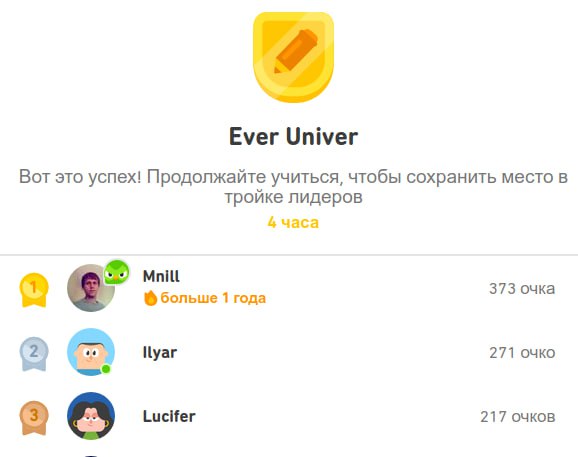 Ever Univer
Вот это успех! Продолжайте учиться, чтобы сохранить место в
тройке лидеров
4 часа
1
Mnill
больше 1 года
373 очка
2
Ilyar
271 очко
3
Lucifer
217 очков